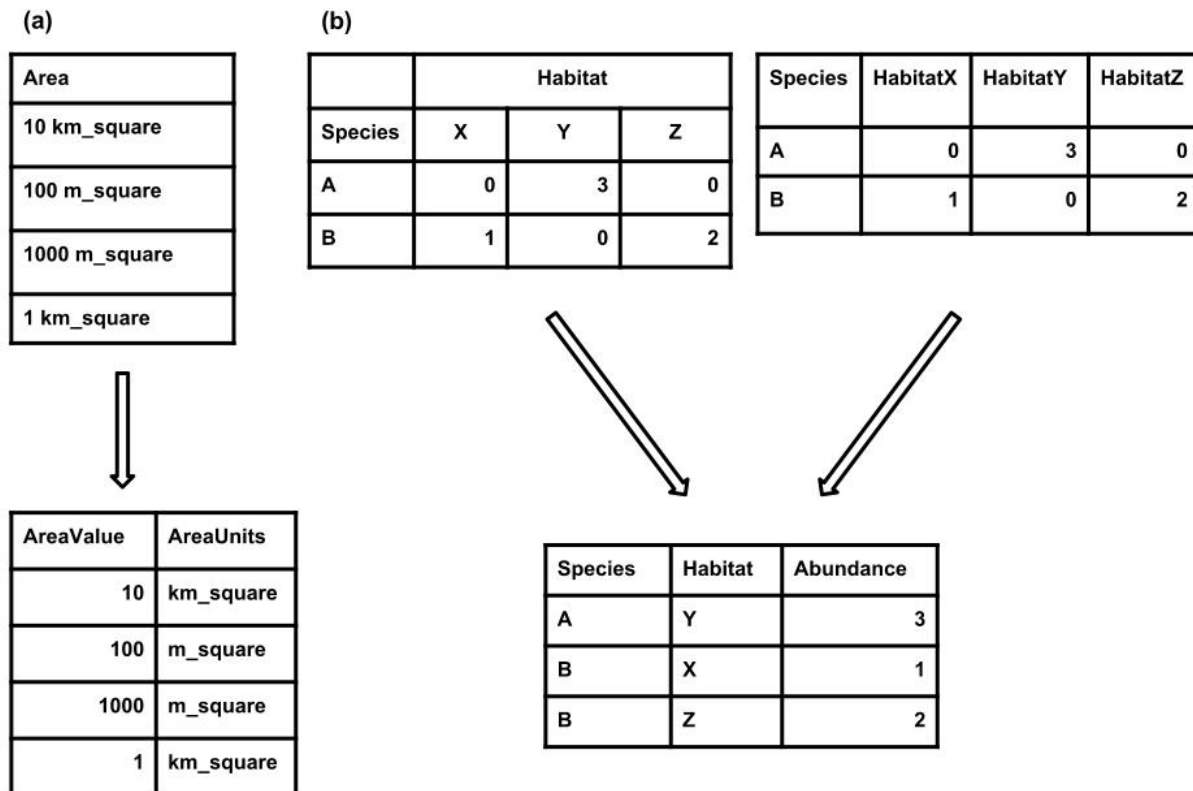 (a)
Area
10 km_square
100 m_square
1000 m_square
1 km_square
AreaValue AreaUnits
10 km_square
100 m_square
1000 m_square
1 km_square
(b)
Habitat
Species X Y Z
A 0 3 0
B 1 0 2
Species HabitatX HabitatY HabitatZ
A 0 3 0
B 1 0 2
Species Habitat Abundance
A Y 3
B X 1
B Z 2